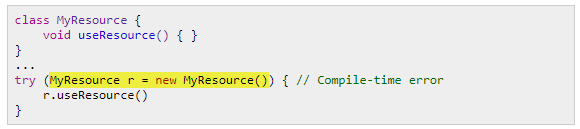 class MyResource {
    void useResource() { }
}
...
try (MyResource r = new MyResource()) { // Compile-time error
    r.useResource()
}